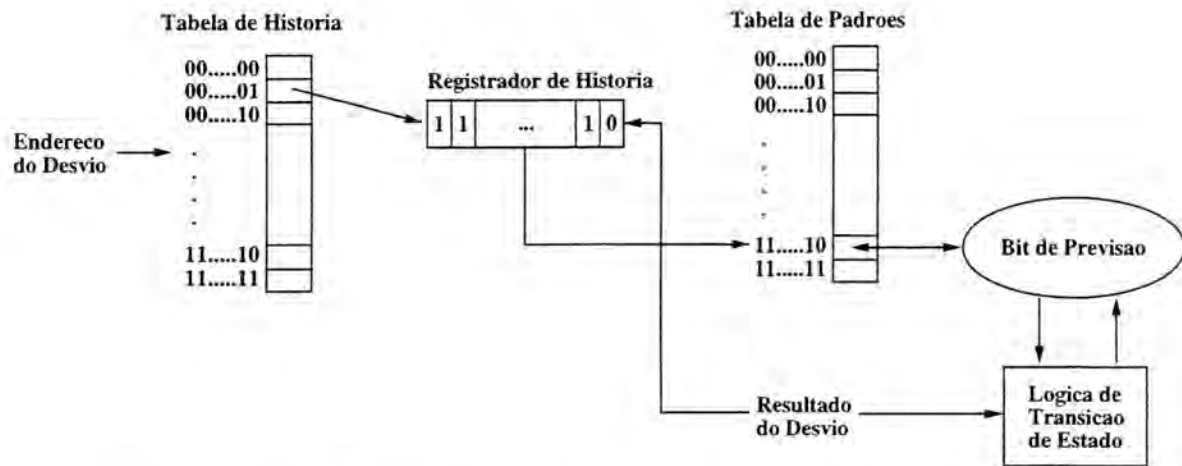 Tabela de Historia
00.....00
00.....01
00.....10
11.....10
11.....11
Endereco
do Desvio
Registrador de Historia
1 1 ... 1 0
Tabela de Padroes
00.....00
00.....01
00.....10
11.....10
11.....11
Bit de Previsao
Resultado
do Desvio
Logica de
Transicao
de Estado